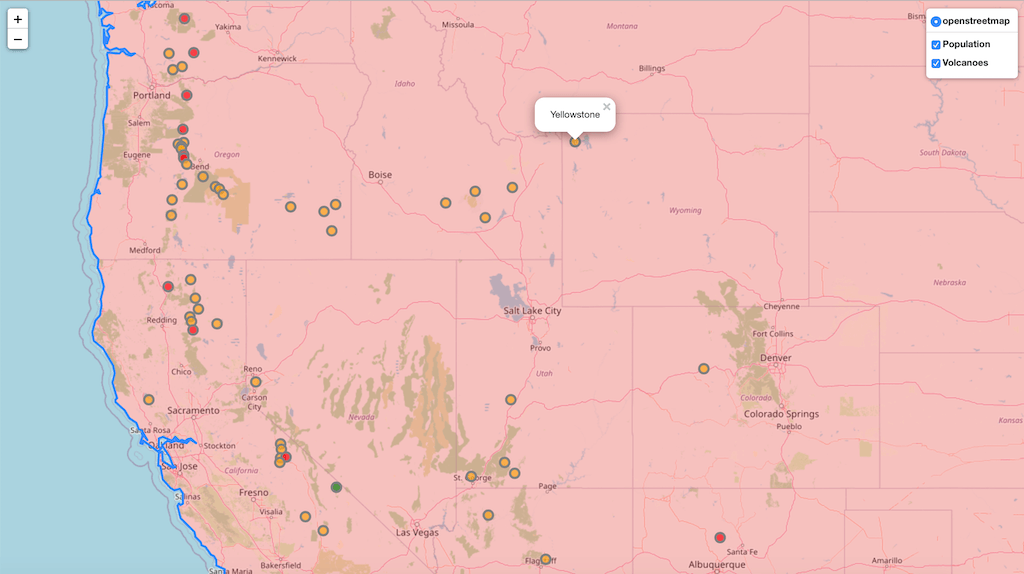 +
−
coma
Yakima
Missoula
Montana
Bism
openstreetmap
Population
Volcanoes
Kennewick
Billings
Idaho
Portland
Yellowstone
×
Salem
Eugene
Oregon
South Dakota
Bend
Boise
Wyoming
Medford
Nebraska
Salt Lake City
Cheyenne
Redding
Fort Collins
Provo
Denver
Chico
Reno
Utah
Carson
City
Colorado
Sacramento
Nevada
Colorado Springs
Kansas
Santa Rosa
Pueblo
Oakland
Stockton
San Jose
California
St. George
Page
Fresno
Salinas
Visalia
Las Vegas
Santa Fe
Flagstaff
Albuquerque
Amarillo
Bakersfield
Santa Maria